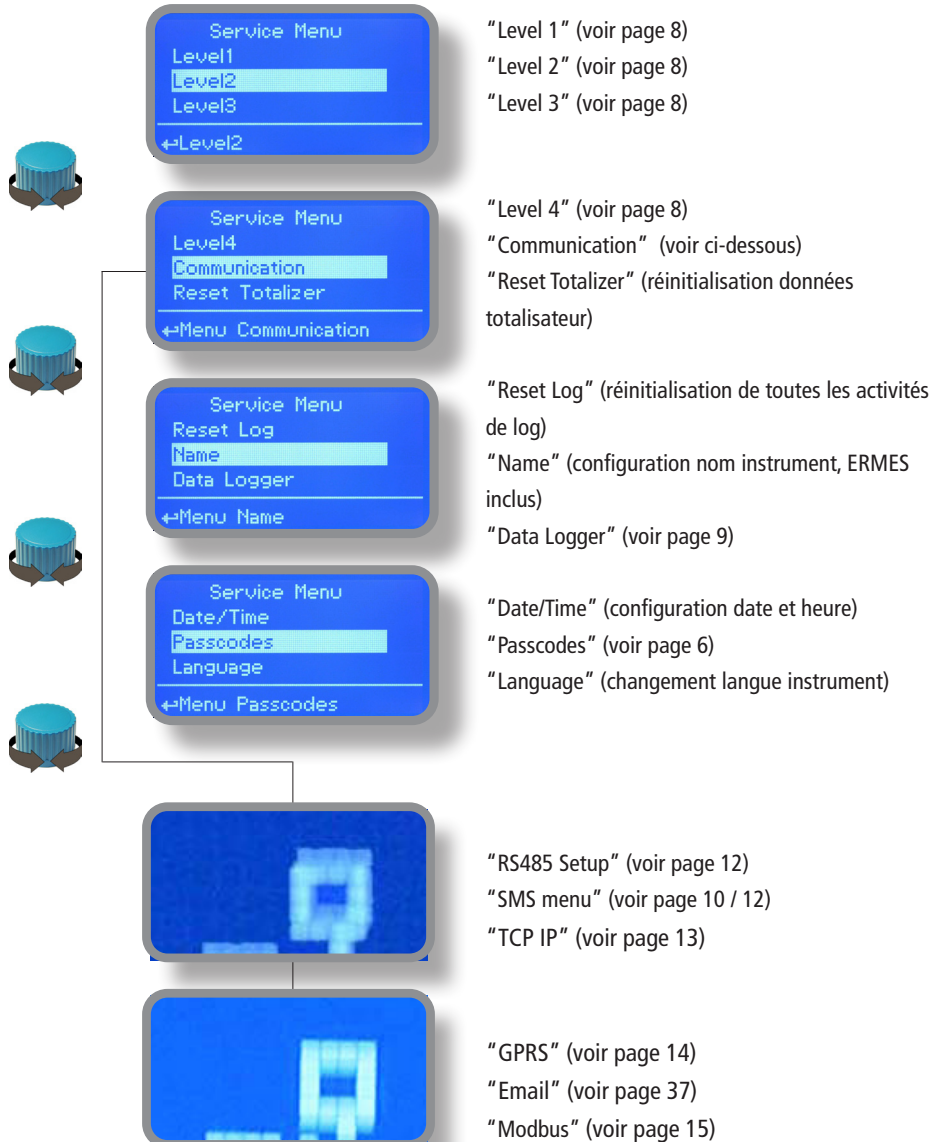 Service Menu
Level1
Level2
Level3
↵Level2
“Level 1” (voir page 8)
“Level 2” (voir page 8)
“Level 3” (voir page 8)
Service Menu
Level4
Communication
Reset Totalizer
↵Menu Communication
“Level 4” (voir page 8)
“Communication” (voir ci-dessous)
“Reset Totalizer” (réinitialisation données
totalisateur)
Service Menu
Reset Log
Name
Data Logger
↵Menu Name
“Reset Log” (réinitialisation de toutes les activités
de log)
“Name” (configuration nom instrument, ERMES
inclus)
“Data Logger” (voir page 9)
Service Menu
Date/Time
Passcodes
Language
↵Menu Passcodes
“Date/Time” (configuration date et heure)
“Passcodes” (voir page 6)
“Language” (changement langue instrument)
“RS485 Setup” (voir page 12)
“SMS menu” (voir page 10 / 12)
“TCP IP” (voir page 13)
“GPRS” (voir page 14)
“Email” (voir page 37)
“Modbus” (voir page 15)